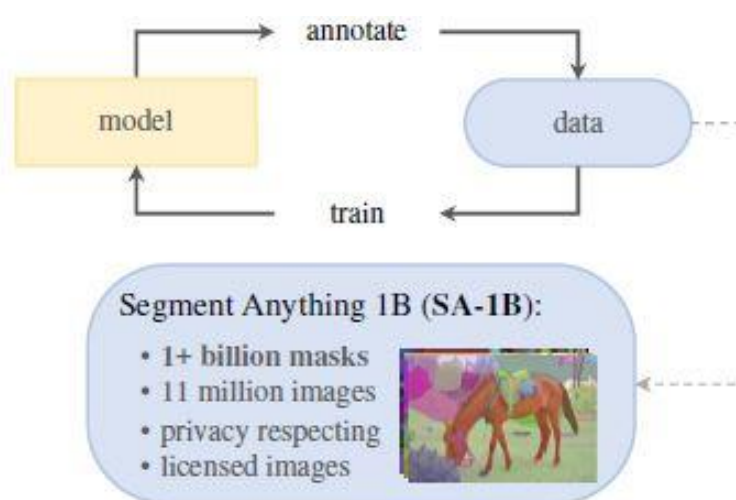 annotate
model
data
train
Segment Anything 1B (SA-1B):
• 1+ billion masks
• 11 million images
• privacy respecting
• licensed images